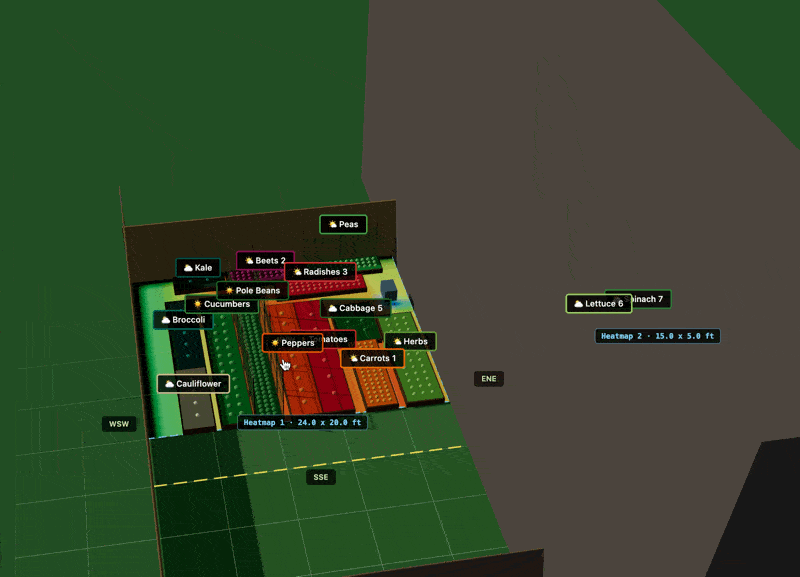 Peas
Beets 2
Kale
Radishes 3
Pole Beans
Lettuce 6
Cucumbers
Cabbage 5
Broccoli
Heatmap 2 · 15.0 x 5.0 ft
Peppers
Herbs
Carrots 1
ENE
Cauliflower
Heatmap 1 · 24.0 x 20.0 ft
WSW
SSE